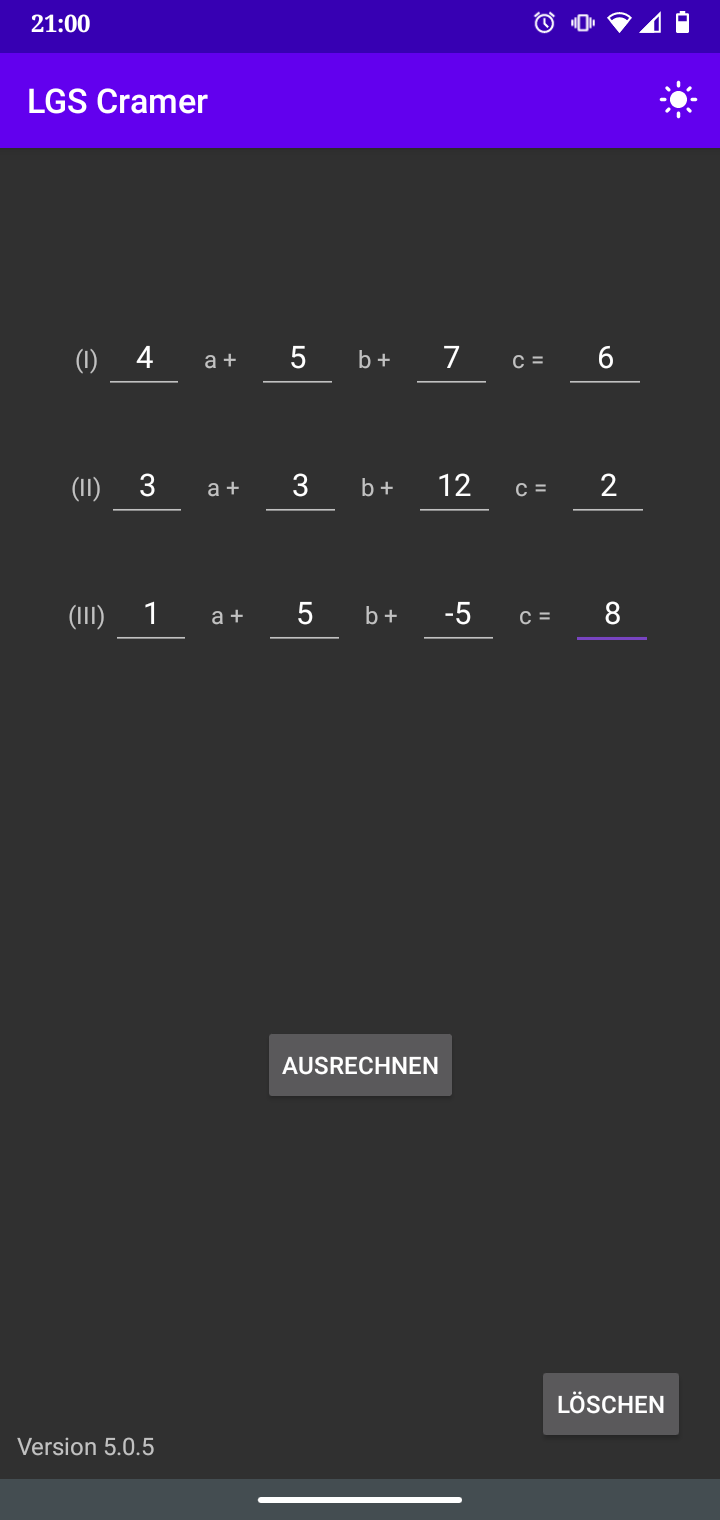 21:00
LGS Cramer
(I) 4 a + 5 b + 7 c = 6
(II) 3 a + 3 b + 12 c = 2
(III) 1 a + 5 b + -5 c = 8
AUSRECHNEN
LÖSCHEN
Version 5.0.5